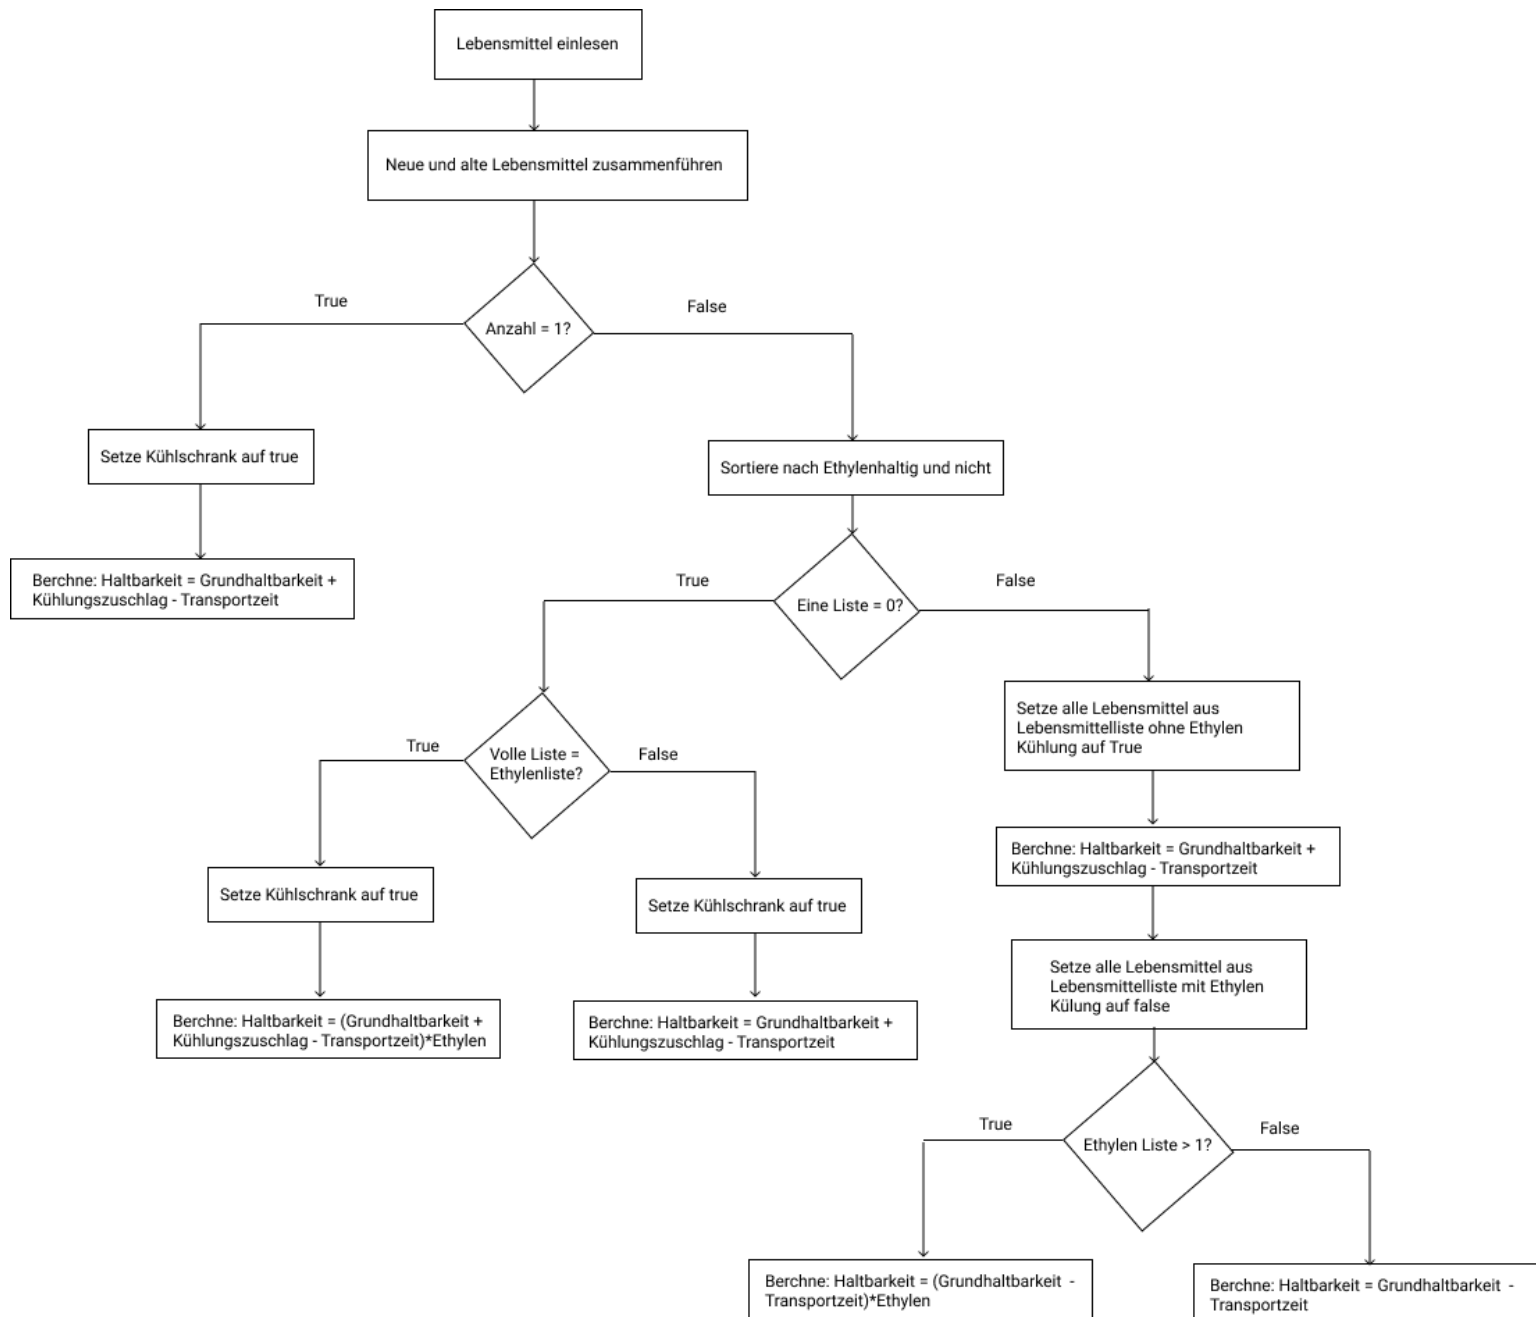 Lebensmittel einlesen
Neue und alte Lebensmittel zusammenführen
True
False
Anzahl = 1?
Setze Kühlschrank auf true
Sortiere nach Ethylenhaltig und nicht
Berchne: Haltbarkeit = Grundhaltbarkeit +
Kühlungszuschlag - Transportzeit
True
False
Eine Liste = 0?
Setze alle Lebensmittel aus
Lebensmittelliste ohne Ethylen
Kühlung auf True
True
False
Volle Liste =
Ethylenliste?
Berchne: Haltbarkeit = Grundhaltbarkeit +
Kühlungszuschlag - Transportzeit
Setze Kühlschrank auf true
Setze Kühlschrank auf true
Setze alle Lebensmittel aus
Lebensmittelliste mit Ethylen
Külung auf false
Berchne: Haltbarkeit = (Grundhaltbarkeit +
Kühlungszuschlag - Transportzeit)*Ethylen
Berchne: Haltbarkeit = Grundhaltbarkeit +
Kühlungszuschlag - Transportzeit
True
False
Ethylen Liste > 1?
Berchne: Haltbarkeit = (Grundhaltbarkeit -
Transportzeit)*Ethylen
Berchne: Haltbarkeit = Grundhaltbarkeit -
Transportzeit